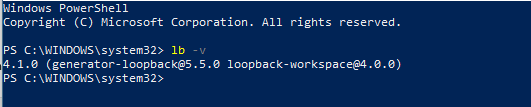 Windows PowerShell
Copyright (C) Microsoft Corporation. All rights reserved.
PS C:\WINDOWS\system32> lb -v
4.1.0 (generator-loopback@5.5.0 loopback-workspace@4.0.0)
PS C:\WINDOWS\system32>